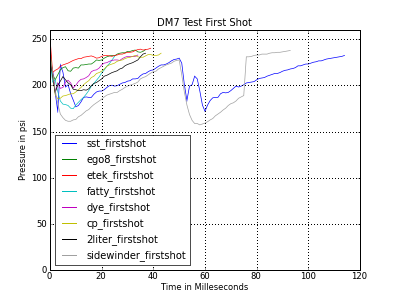 DM7 Test First Shot
250
200
150
100
50
0
Pressure in psi
sst_firstshot
ego8_firstshot
etek_firstshot
fatty_firstshot
dye_firstshot
cp_firstshot
2liter_firstshot
sidewinder_firstshot
0 20 40 60 80 100 120
Time in Milleseconds